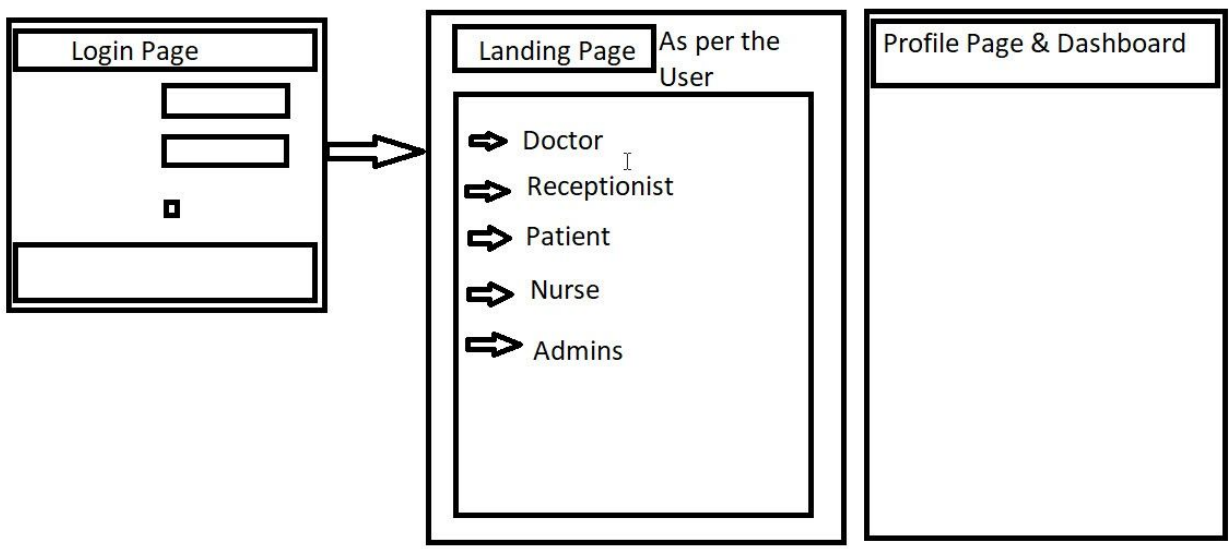 Login Page
Landing Page
As per the
User
Doctor
Receptionist
Patient
Nurse
Admins
Profile Page & Dashboard